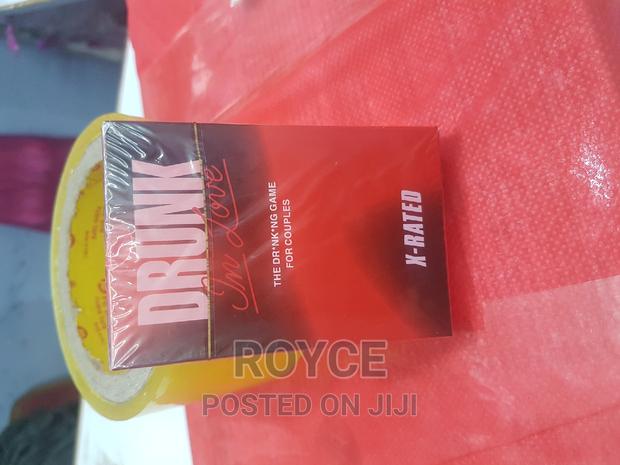 DRUNK
In Love
THE DR*NK*NG GAME
FOR COUPLES
X-RATED
ROYCE
POSTED ON JIJI